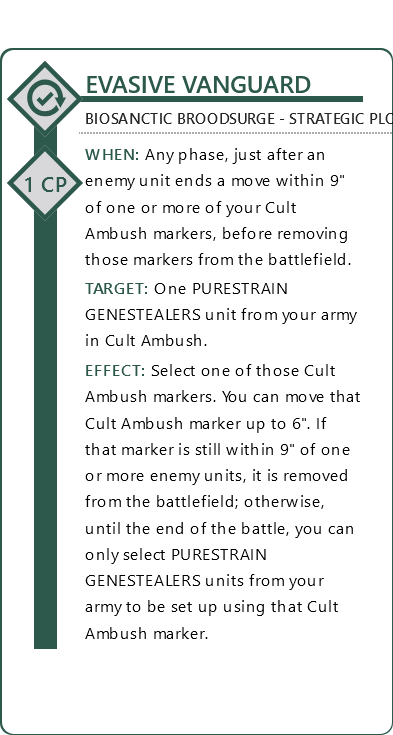 EVASIVE VANGUARD
BIOSANCTIC BROODSURGE - STRATEGIC
WHEN: Any phase, just after an
1 CP
enemy unit ends a move within 9"
of one or more of your Cult
Ambush markers, before removing
those markers from the battlefield.
TARGET: One PURESTRAIN
GENESTEALERS unit from your army
in Cult Ambush.
EFFECT: Select one of those Cult
Ambush markers. You can move that
Cult Ambush marker up to 6". If
that marker is still within 9" of one
or more enemy units, it is removed
from the battlefield; otherwise,
until the end of the battle, you can
only select PURESTRAIN
GENESTEALERS units from your
army to be set up using that Cult
Ambush marker.